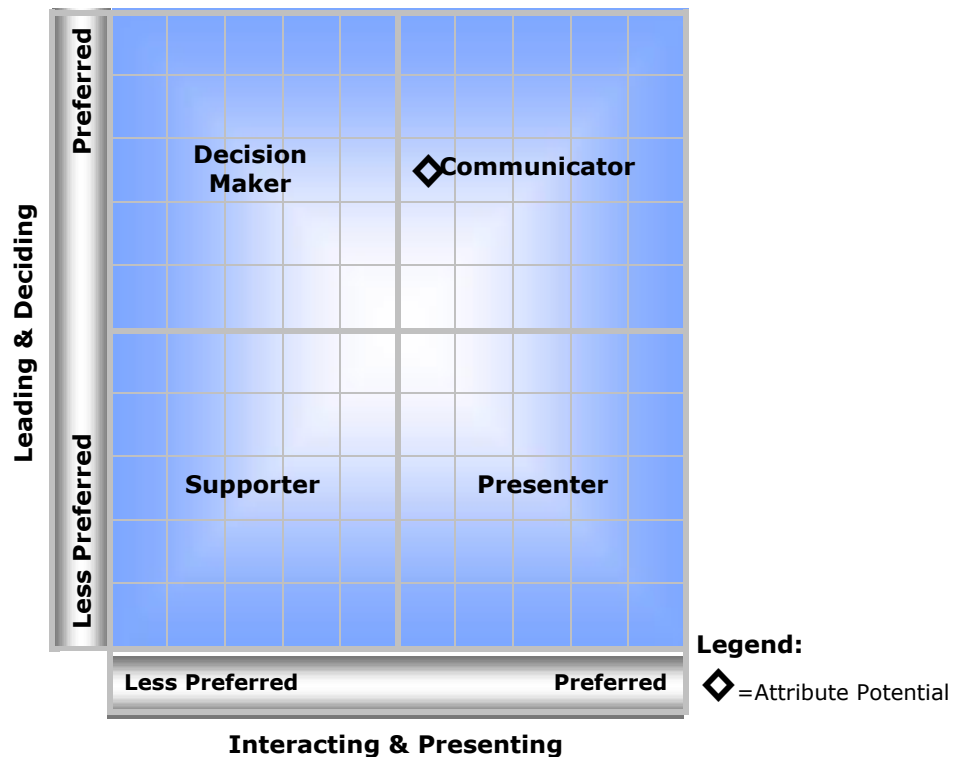 Preferred
Less Preferred
Leading & Deciding
Decision
Maker
Communicator
Supporter
Presenter
Less Preferred
Preferred
Interacting & Presenting
Legend:
=Attribute Potential